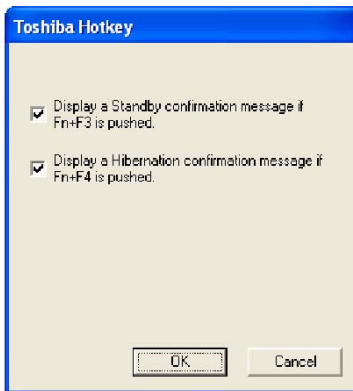 Toshiba Hotkey
Display a Standby confirmation message if
Fn+F3 is pushed.
Display a Hibernation confirmation message if
Fn+F4 is pushed.
OK
Cancel